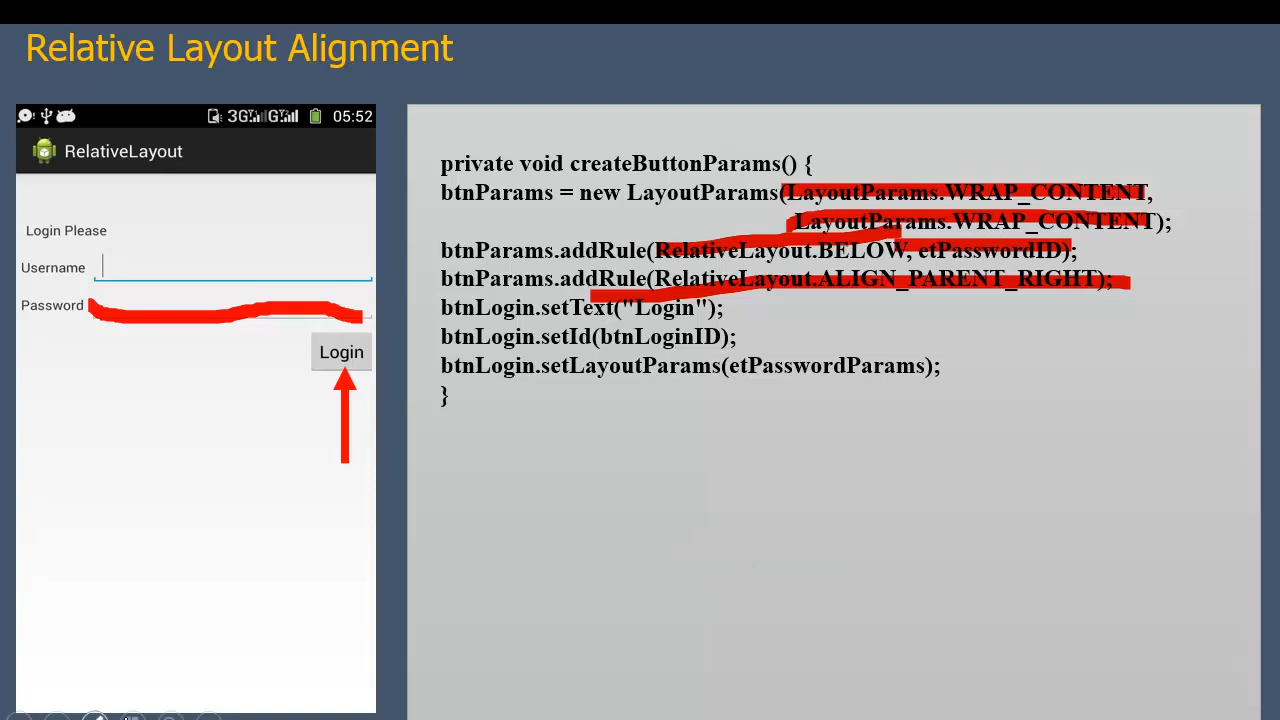 Relative Layout Alignment
3G G 05:52
RelativeLayout
Login Please
Username
Password
Login
private void createButtonParams() {
btnParams = new LayoutParams(LayoutParams.WRAP_CONTENT,
LayoutParams.WRAP_CONTENT);
btnParams.addRule(RelativeLayout.BELOW, etPasswordID);
btnParams.addRule(RelativeLayout.ALIGN_PARENT_RIGHT);
btnLogin.setText("Login");
btnLogin.setId(btnLoginID);
btnLogin.setLayoutParams(etPasswordParams);
}